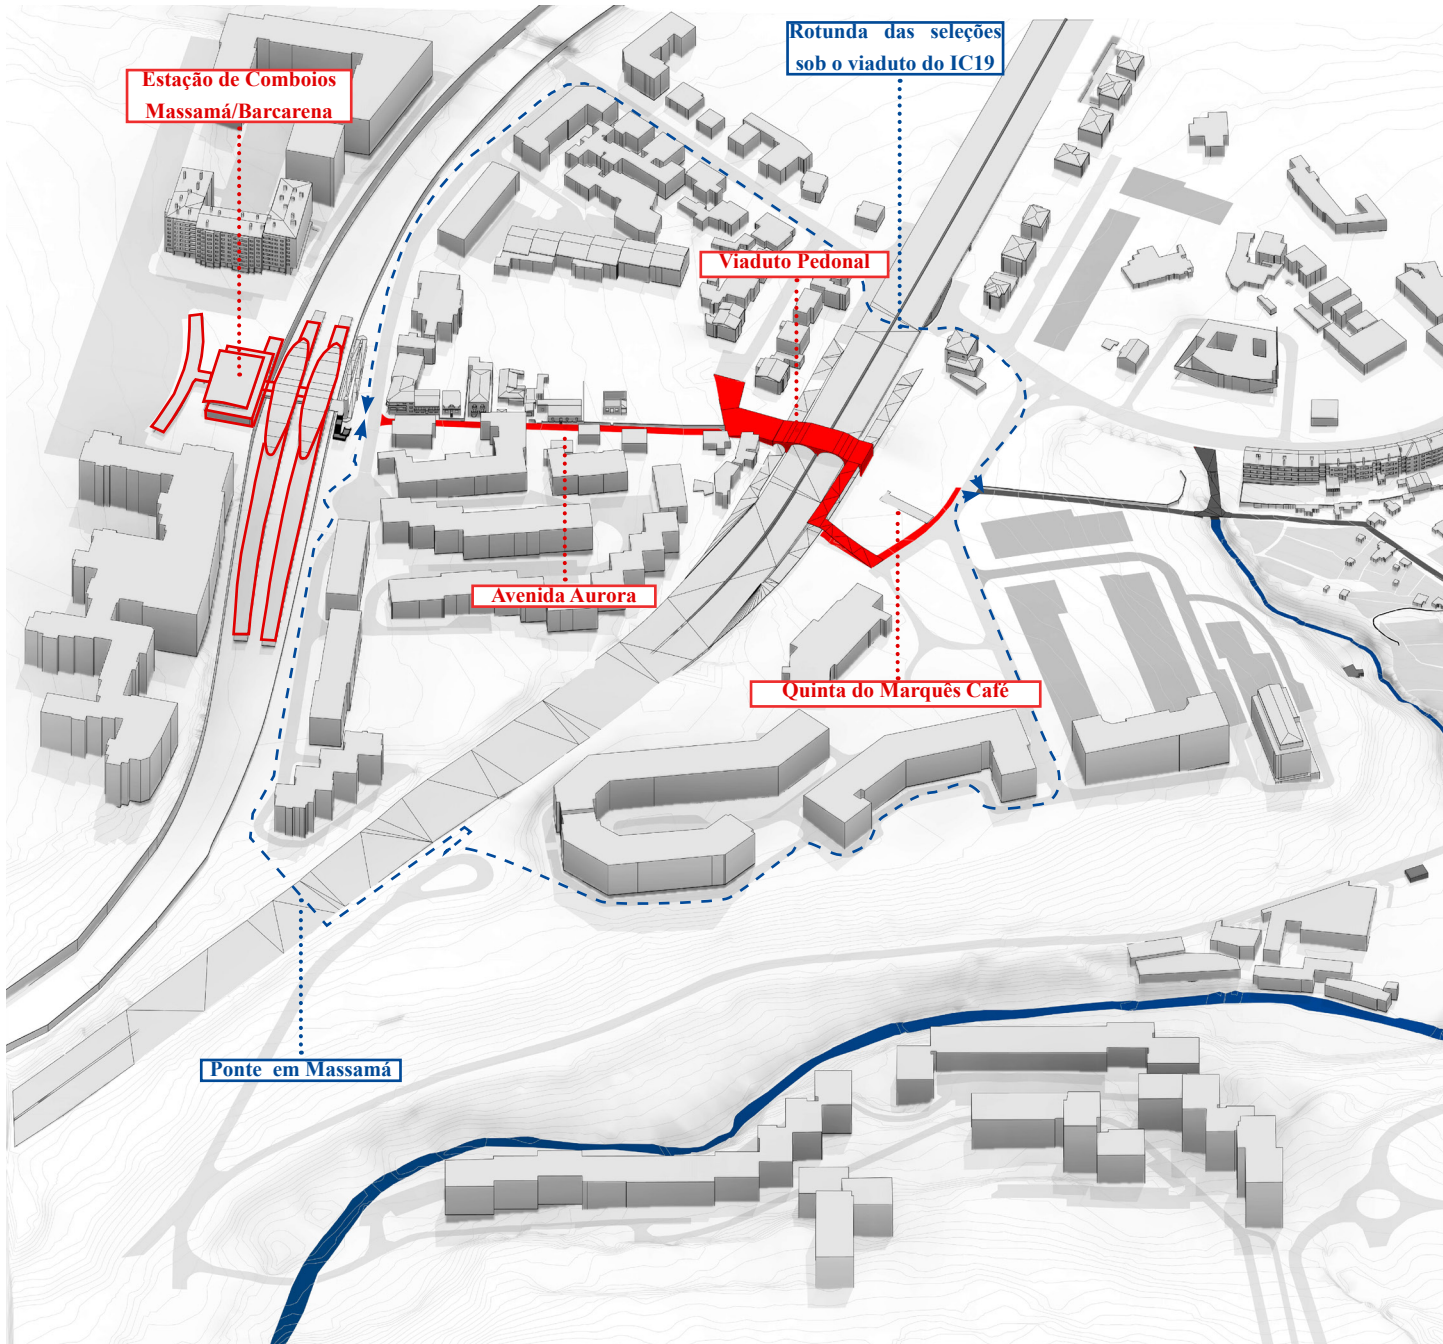 Rotunda das seleções
sob o viaduto do IC19
Estação de Comboios
Massamá/Barcarena
Viaduto Pedonal
Avenida Aurora
Quinta do Marquês Café
Ponte em Massamá